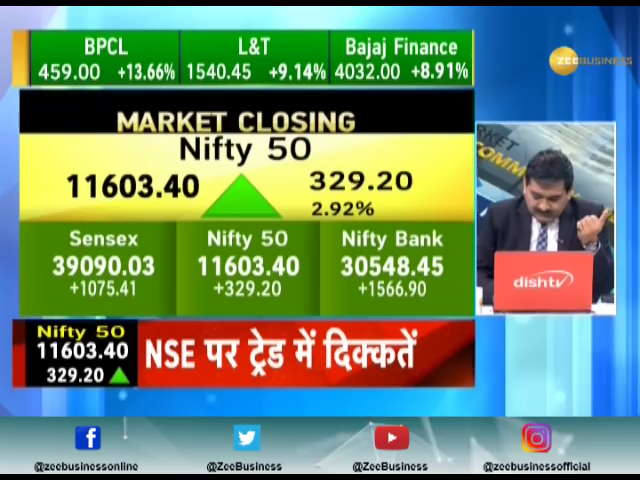 BPCL
459.00 +13.66%
L&T
1540.45 +9.14%
Bajaj Finance
4032.00 +8.91%
ZEEBUSINESS
MARKET CLOSING
Nifty 50
11603.40
329.20
2.92%
Sensex
39090.03
+1075.41
Nifty 50
11603.40
+329.20
Nifty Bank
30548.45
+1566.90
dishtv
Nifty 50
11603.40
329.20
NSE पर ट्रेड में दिक्कतें
@zeebusinessonline
@ZeeBusiness
@ZeeBusiness
@zeebusinessofficial